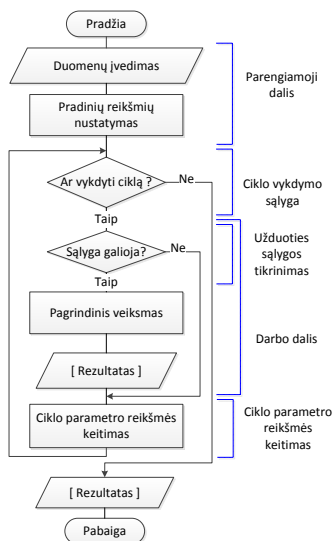 Pradžia
Duomenų įvedimas
Parengiamoji
dalis
Pradinių reikšmių
nustatymas
Ar vykdyti ciklą ?
Ne
Ciklo vykdymo
sąlyga
Taip
Sąlyga galioja?
Ne
Užduoties
sąlygos
tikrinimas
Taip
Pagrindinis veiksmas
Darbo dalis
[ Rezultatas ]
Ciklo parametro reikšmės
keitimas
Ciklo parametro
reikšmės
keitimas
[ Rezultatas ]
Pabaiga